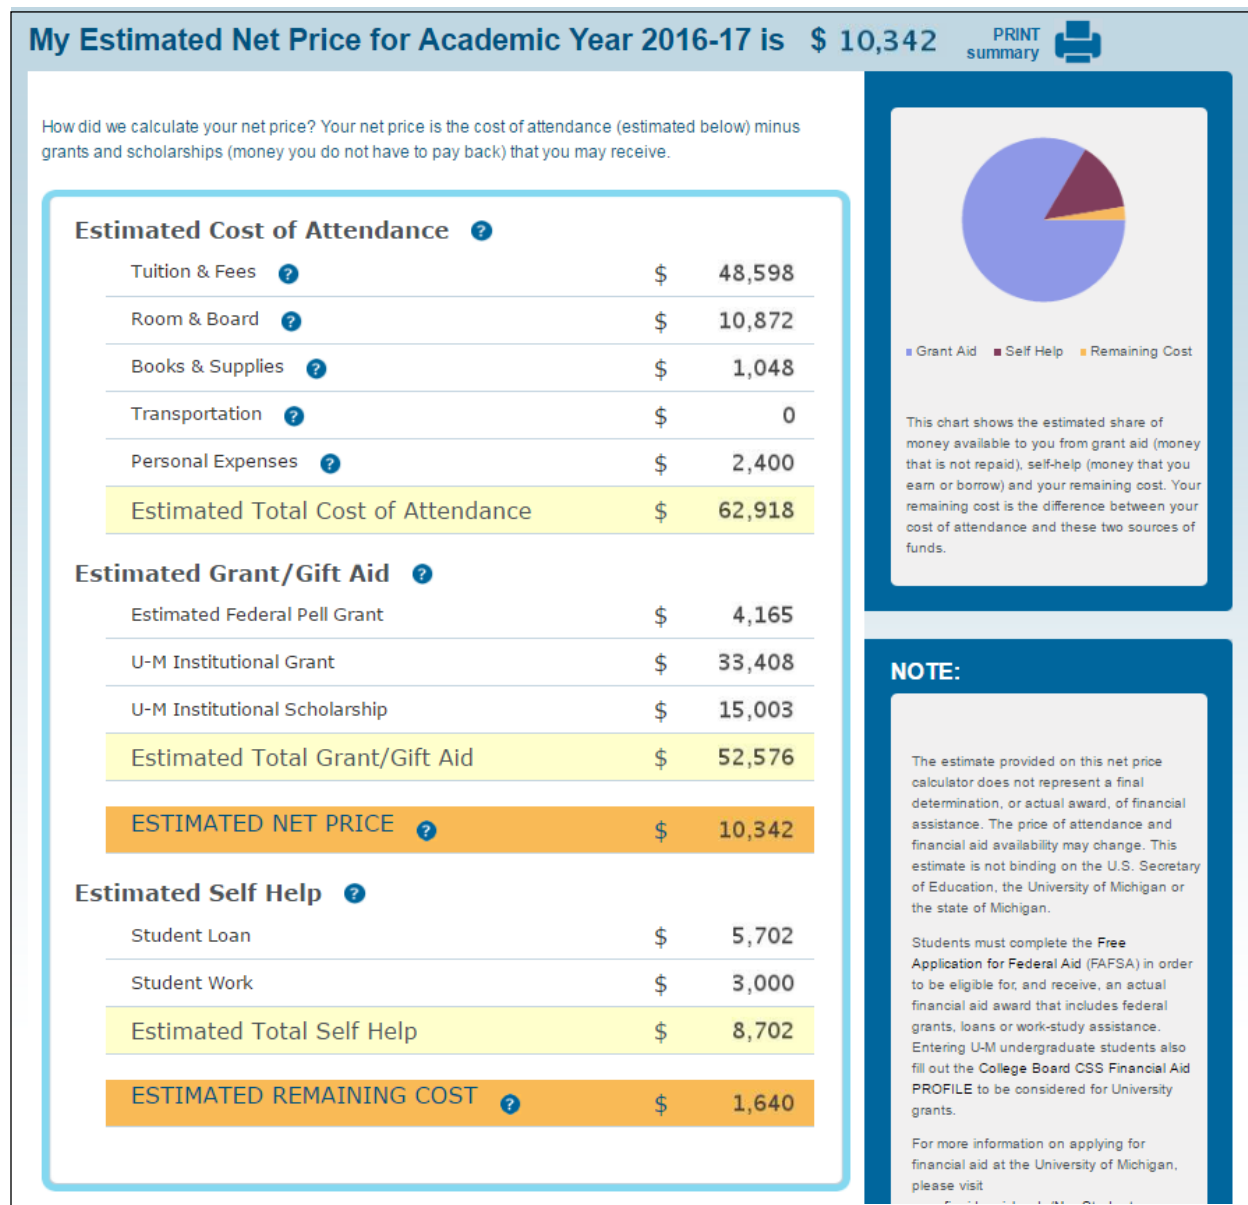 My Estimated Net Price for Academic Year 2016-17 is $ 10,342
PRINT
summary
How did we calculate your net price? Your net price is the cost of attendance (estimated below) minus
grants and scholarships (money you do not have to pay back) that you may receive.
Estimated Cost of Attendance ?
Tuition & Fees ? $ 48,598
Room & Board ? $ 10,872
Books & Supplies ? $ 1,048
Transportation ? $ 0
Personal Expenses ? $ 2,400
Estimated Total Cost of Attendance $ 62,918
Estimated Grant/Gift Aid ?
Estimated Federal Pell Grant $ 4,165
U-M Institutional Grant $ 33,408
U-M Institutional Scholarship $ 15,003
Estimated Total Grant/Gift Aid $ 52,576
ESTIMATED NET PRICE ? $ 10,342
Estimated Self Help ?
Student Loan $ 5,702
Student Work $ 3,000
Estimated Total Self Help $ 8,702
ESTIMATED REMAINING COST ? $ 1,640
Grant Aid Self Help Remaining Cost
This chart shows the estimated share of
money available to you from grant aid (money
that is not repaid), self-help (money that you
earn or borrow) and your remaining cost. Your
remaining cost is the difference between your
cost of attendance and these two sources of
funds.
NOTE:
The estimate provided on this net price
calculator does not represent a final
determination, or actual award, of financial
assistance. The price of attendance and
financial aid availability may change. This
estimate is not binding on the U.S. Secretary
of Education, the University of Michigan or
the state of Michigan.
Students must complete the Free
Application for Federal Aid (FAFSA) in order
to be eligible for, and receive, an actual
financial aid award that includes federal
grants, loans or work-study assistance.
Entering U-M undergraduate students also
fill out the College Board CSS Financial Aid
PROFILE to be considered for University
grants.
For more information on applying for
financial aid at the University of Michigan,
please visit